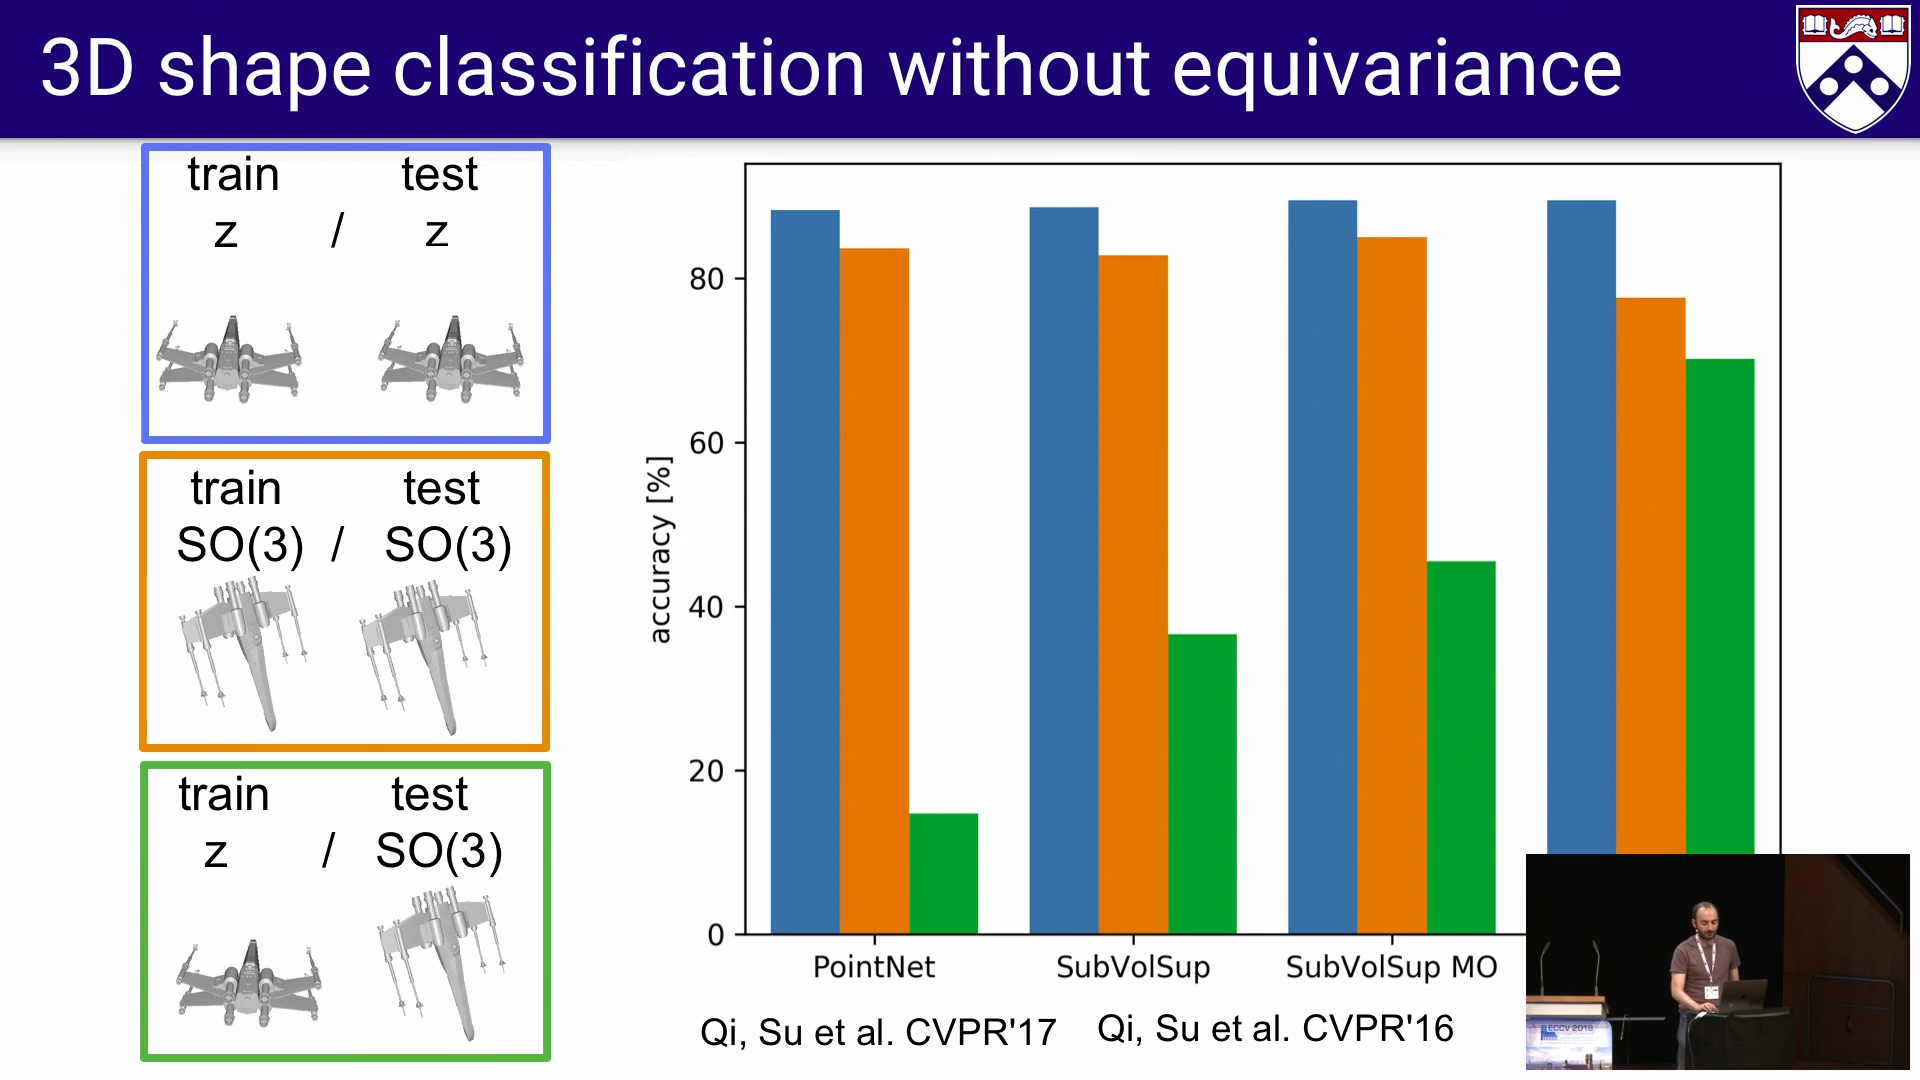 3D shape classification without equivariance
train test
z / z
train test
SO(3) / SO(3)
train test
z / SO(3)
accuracy [%]
80
60
40
20
0
PointNet
SubVolSup
SubVolSup MO
Qi, Su et al. CVPR'17
Qi, Su et al. CVPR'16
ECCV 2018